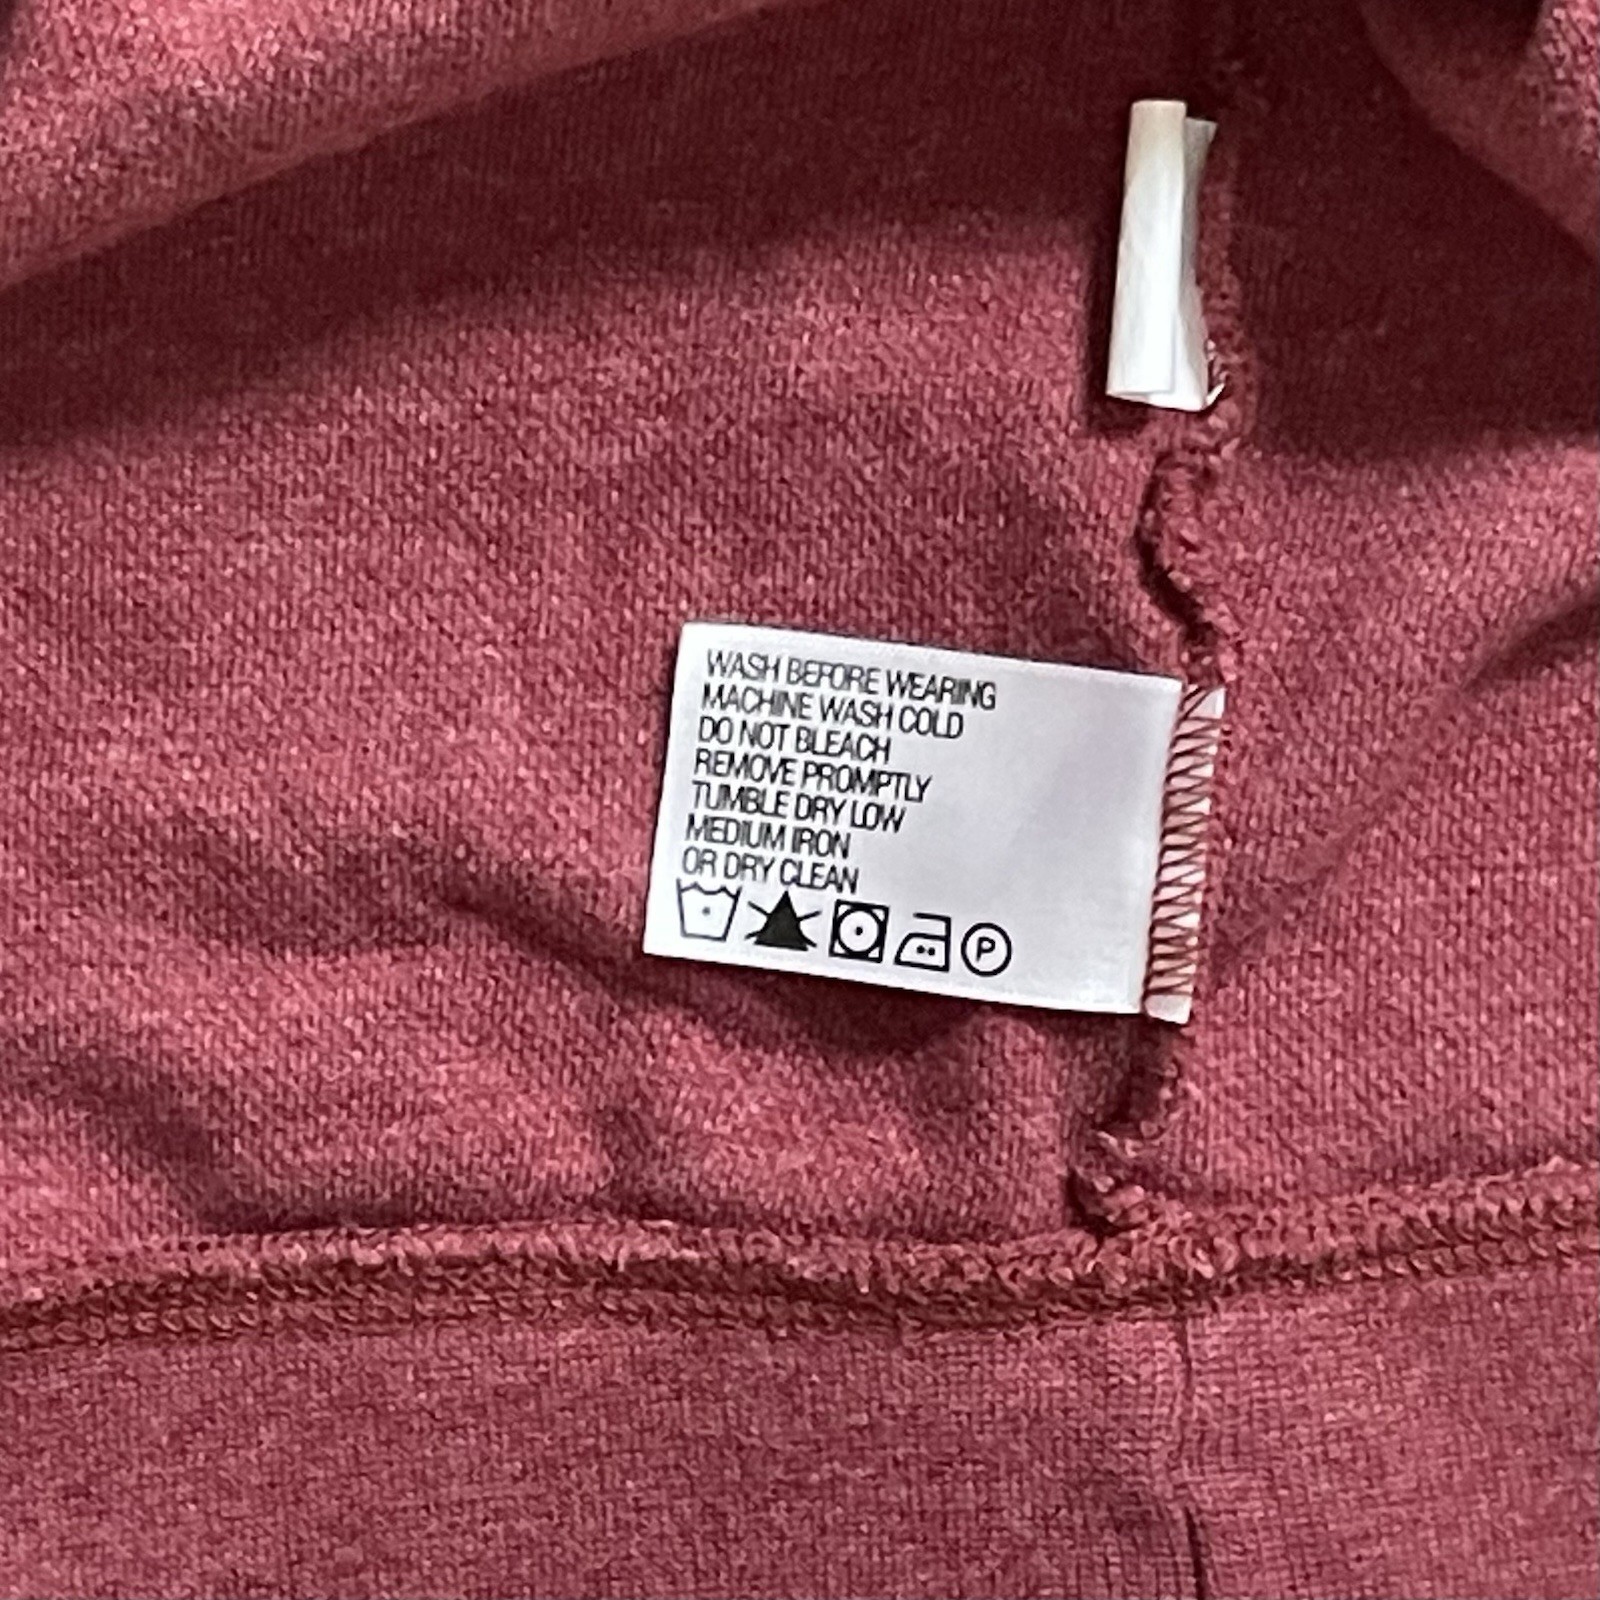 WASH BEFORE WEARING
MACHINE WASH COLD
DO NOT BLEACH
REMOVE PROMPTLY
TUMBLE DRY LOW
MEDIUM IRON
OR DRY CLEAN
P